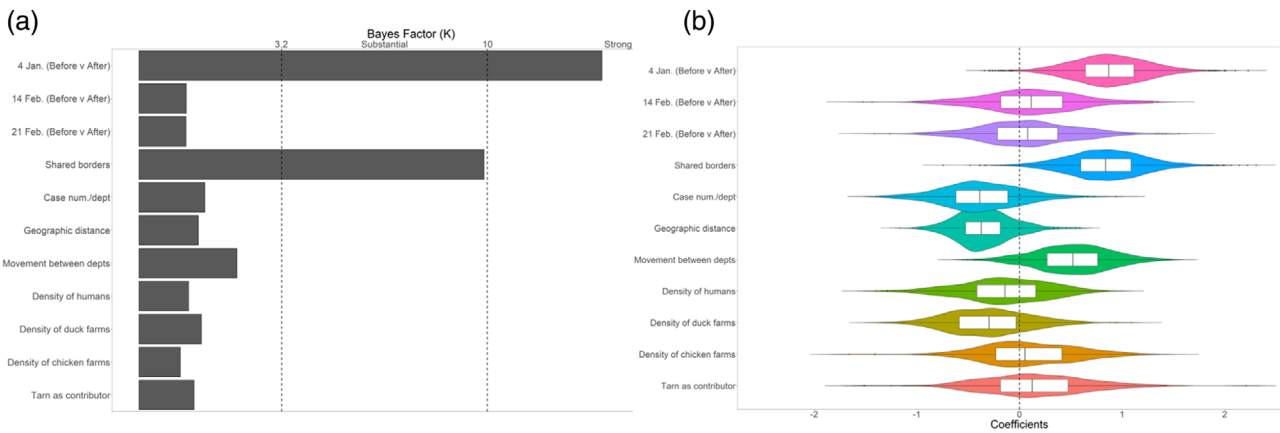 (a)
Bayes Factor (K)
3.2 Substantial 10 Strong
4 Jan. (Before v After)
14 Feb. (Before v After)
21 Feb. (Before v After)
Shared borders
Case num./dept
Geographic distance
Movement between depts
Density of humans
Density of duck farms
Density of chicken farms
Tarn as contributor
(b)
4 Jan. (Before v After)
14 Feb. (Before v After)
21 Feb. (Before v After)
Shared borders
Case num./dept
Geographic distance
Movement between depts
Density of humans
Density of duck farms
Density of chicken farms
Tarn as contributor
-2 -1 0 1 2
Coefficients